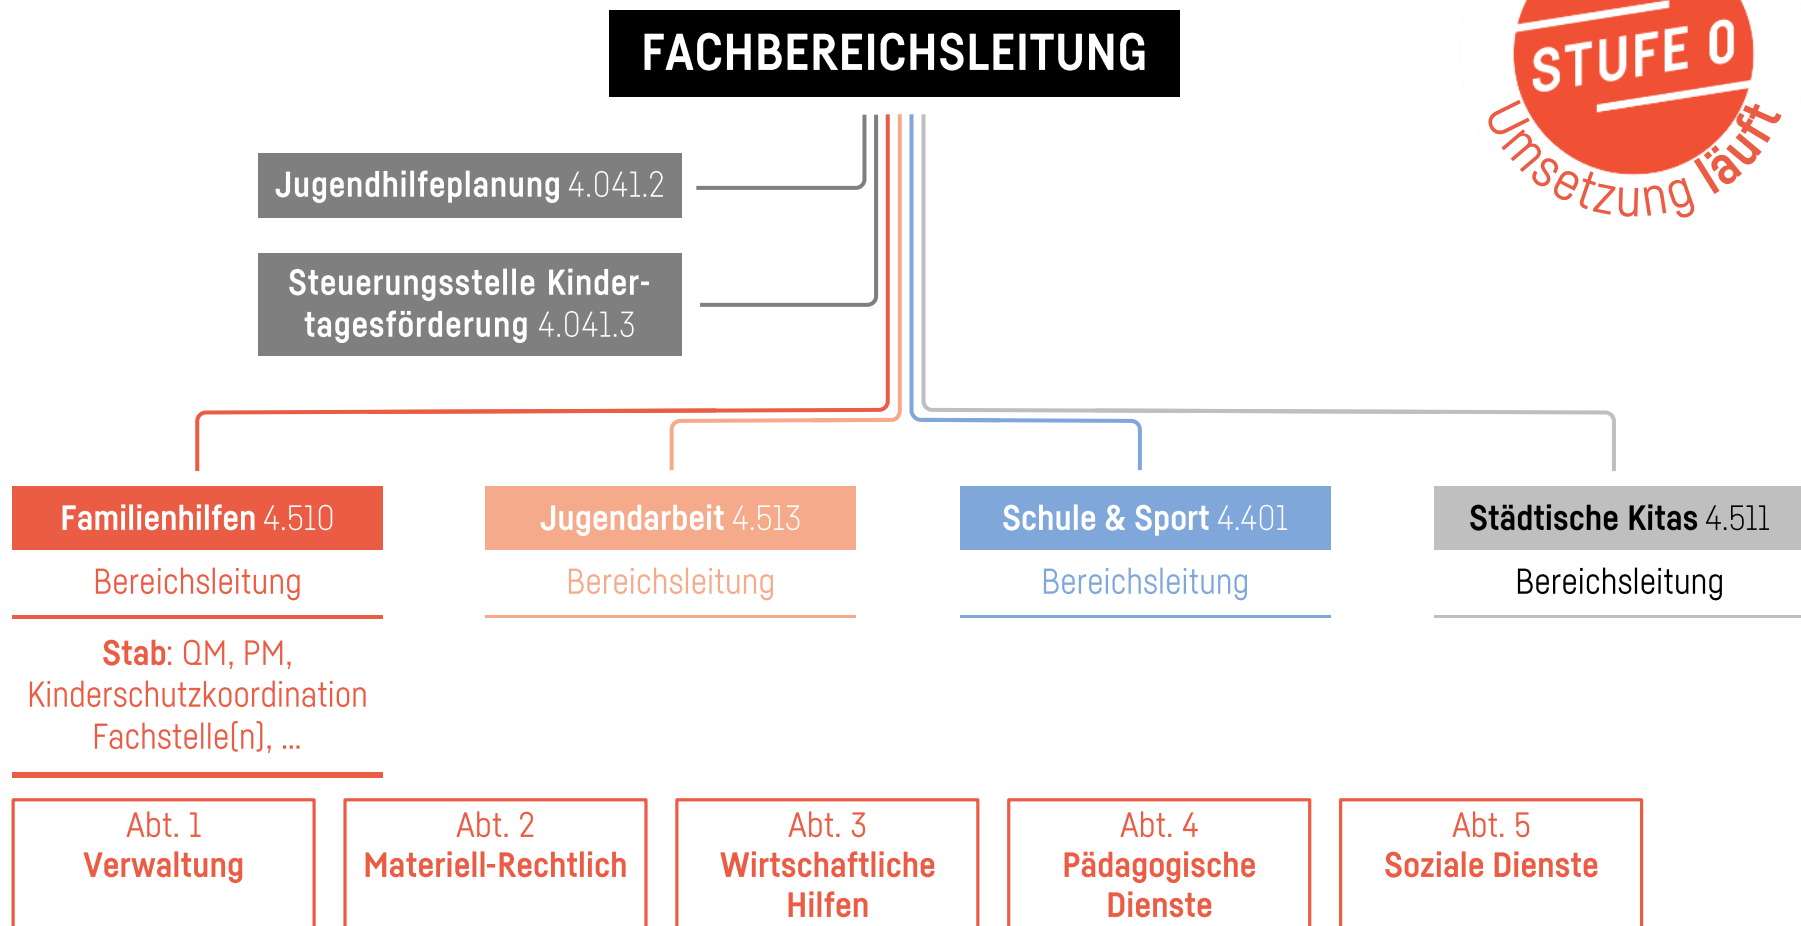 FACHBEREICHSLEITUNG
STUFE 0
Umsetzung läuft
Jugendhilfeplanung 4.041.2
Steuerungsstelle Kinder-
tagesförderung 4.041.3
Familienhilfen 4.510
Bereichsleitung
Stab: QM, PM,
Kinderschutzkoordination
Fachstelle(n), ...
Jugendarbeit 4.513
Bereichsleitung
Schule & Sport 4.401
Bereichsleitung
Städtische Kitas 4.511
Bereichsleitung
Abt. 1
Verwaltung
Abt. 2
Materiell-Rechtlich
Abt. 3
Wirtschaftliche
Hilfen
Abt. 4
Pädagogische
Dienste
Abt. 5
Soziale Dienste